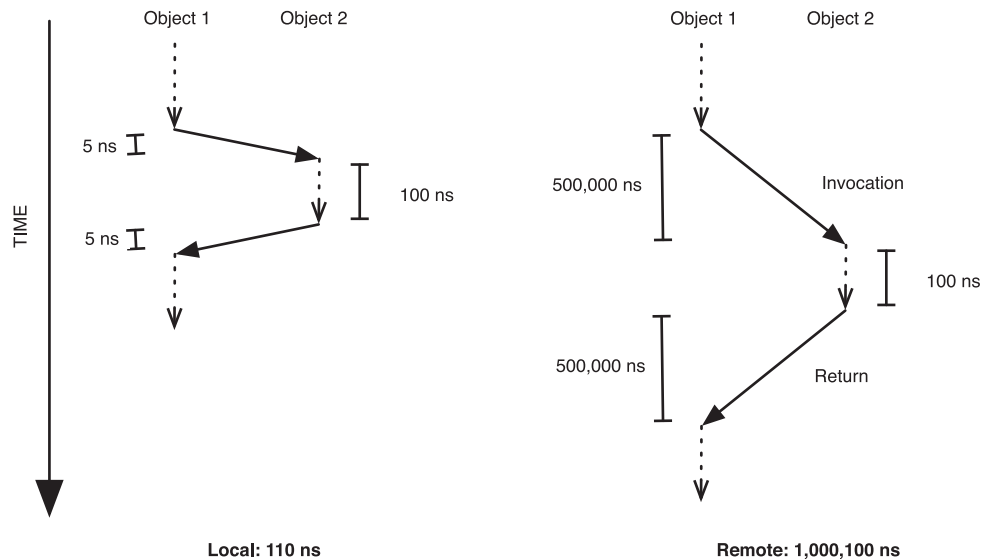 Object 1 Object 2 Object 1 Object 2
5 ns
100 ns
5 ns
TIME
500,000 ns
Invocation
100 ns
500,000 ns
Return
Local: 110 ns
Remote: 1,000,100 ns